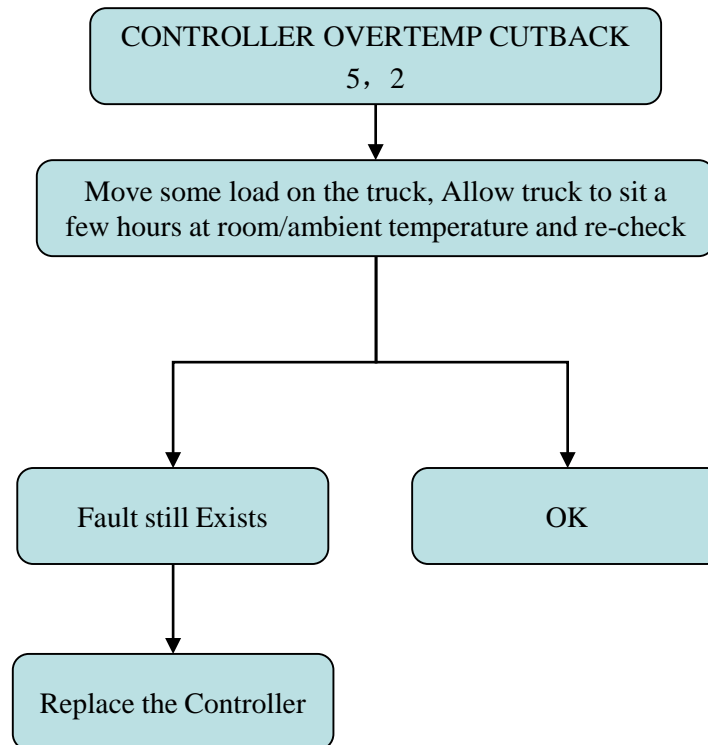 CONTROLLER OVERTEMP CUTBACK
5，2
Move some load on the truck, Allow truck to sit a
few hours at room/ambient temperature and re-check
Fault still Exists
OK
Replace the Controller